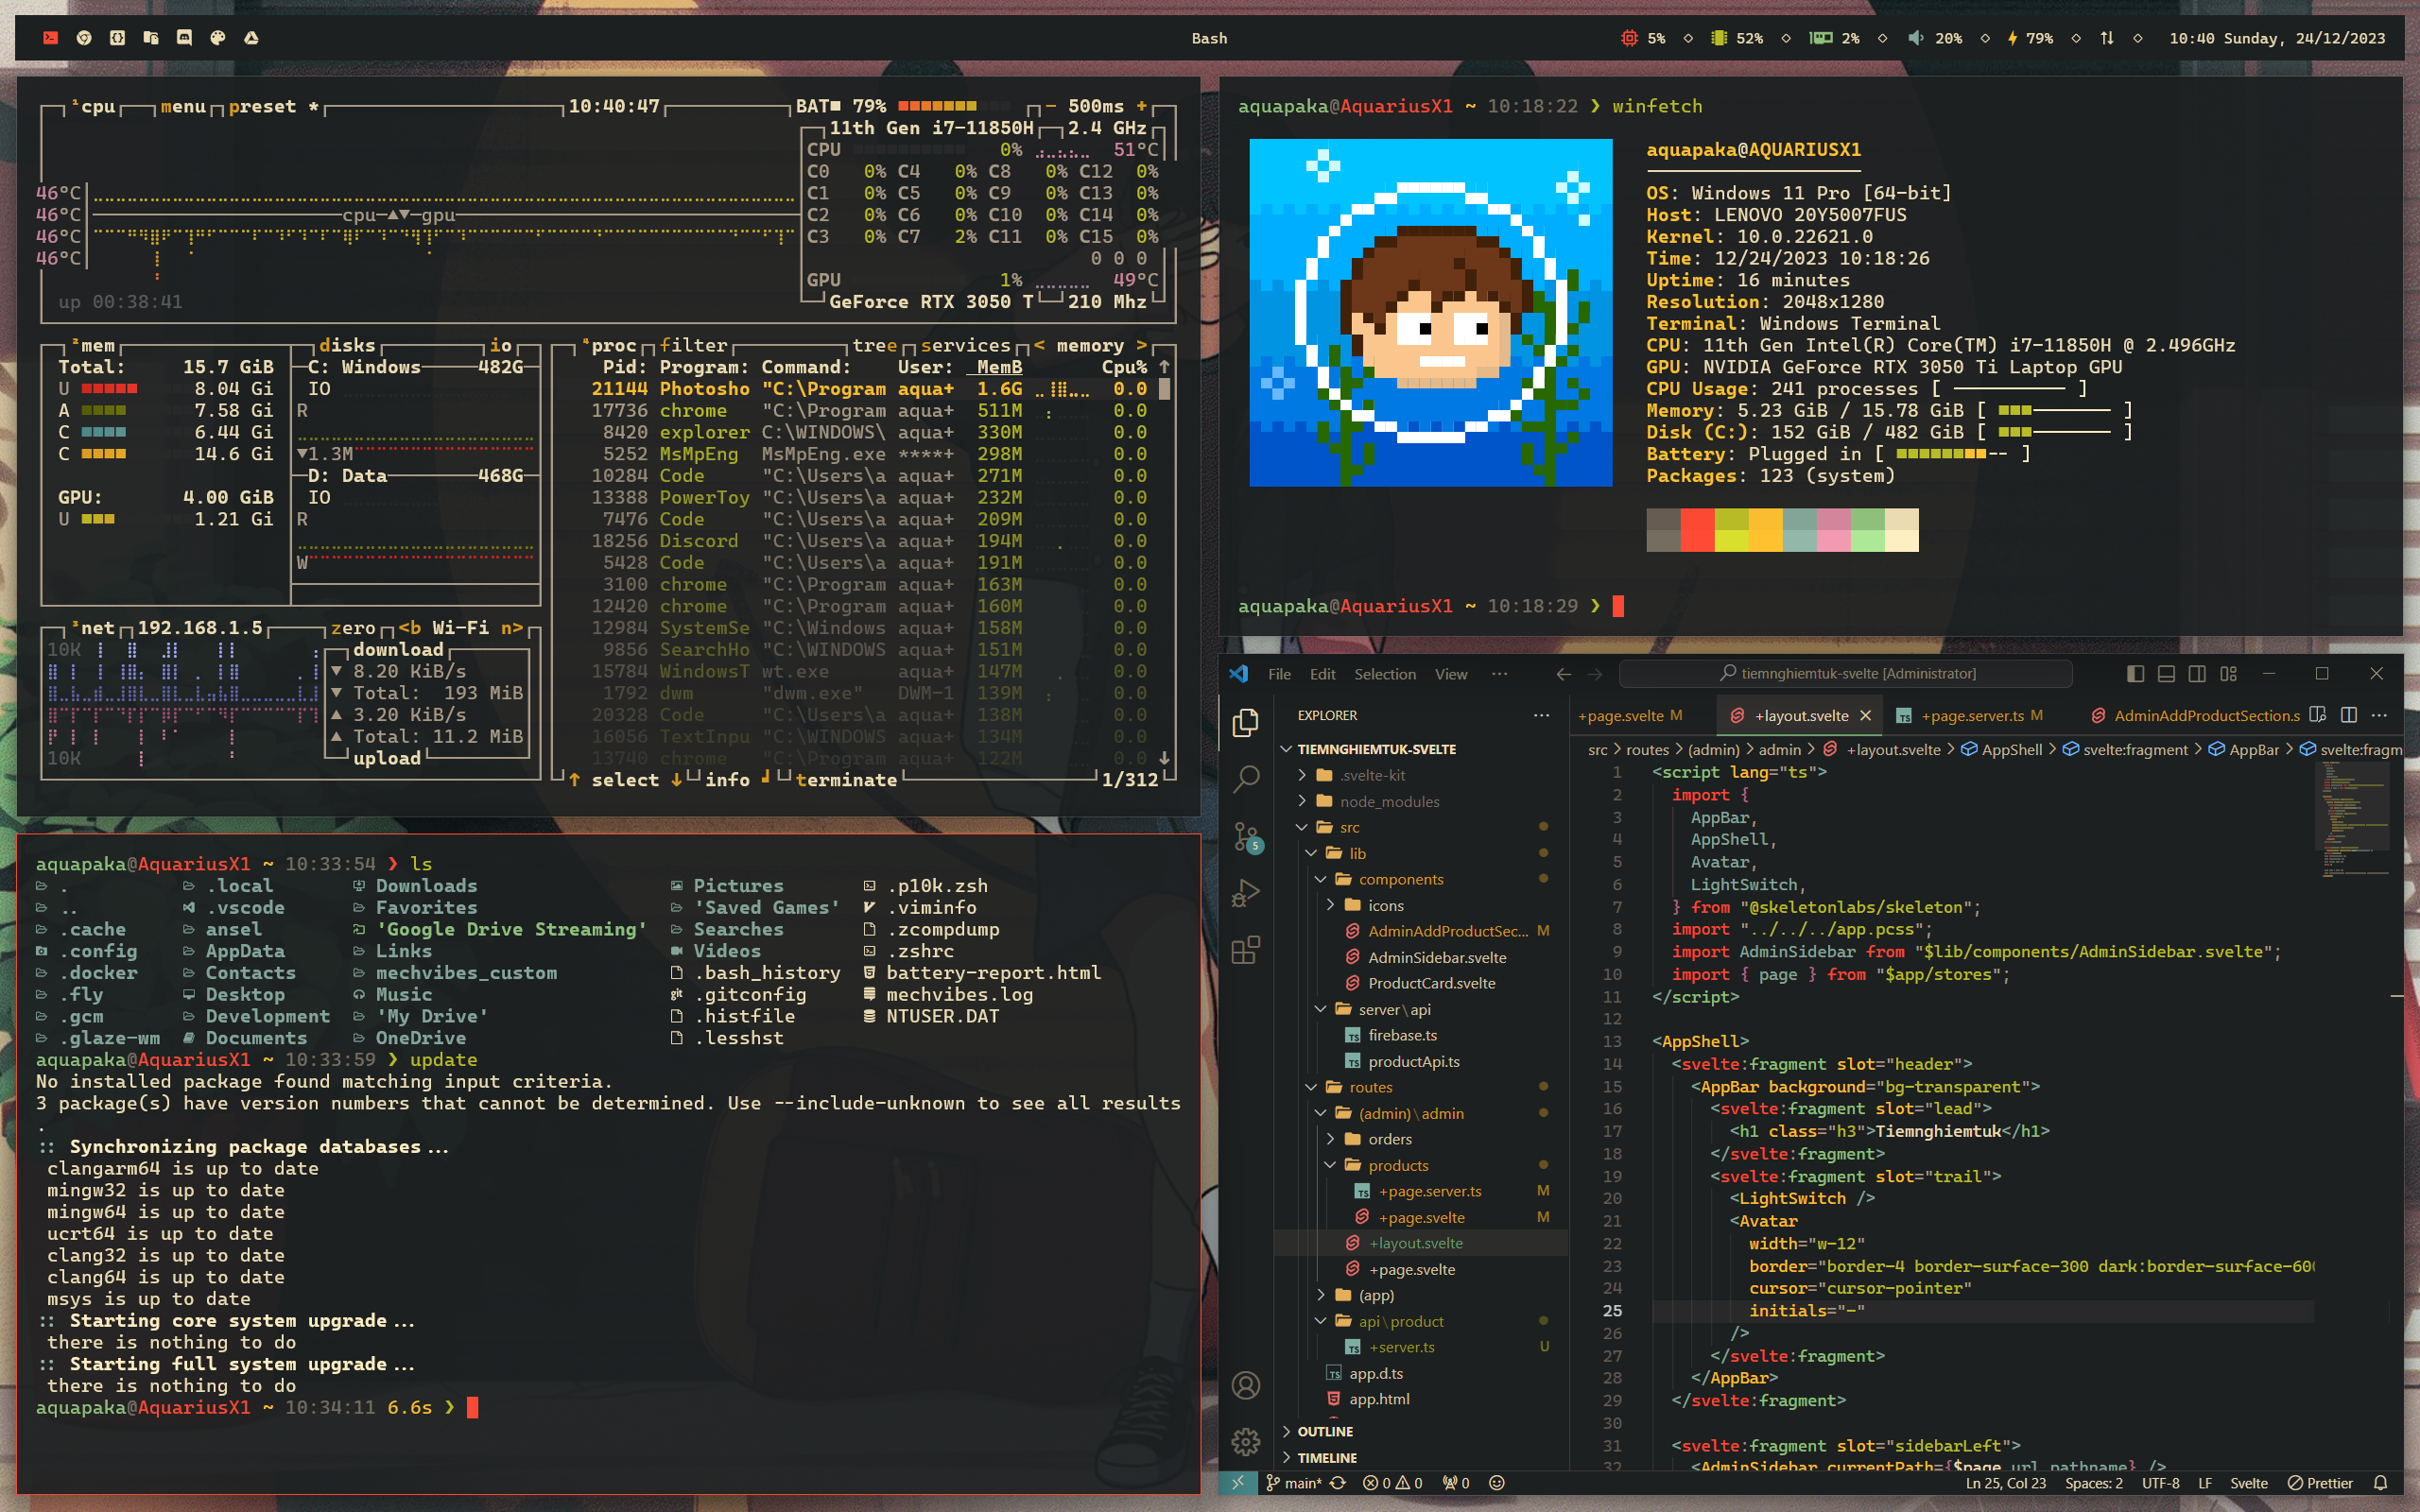 Bash
5% 52% 2% 20% 79% 10:40 Sunday, 24/12/2023
¹cpu menu preset * 10:40:47 BAT 79% - 500ms +
11th Gen i7-11850H 2.4 GHz
CPU 0% 51°C
C0 0% C4 0% C8 0% C12 0%
46°C C1 0% C5 0% C9 0% C13 0%
46°C cpu gpu C2 0% C6 0% C10 0% C14 0%
46°C C3 0% C7 2% C11 0% C15 0%
46°C 0 0 0
GPU 1% 49°C
up 00:38:41 GeForce RTX 3050 T 210 Mhz
²mem disks io
Total: 15.7 GiB C: Windows 482G
U 8.04 Gi IO
A 7.58 Gi R
C 6.44 Gi
C 14.6 Gi ▼1.3M
D: Data 468G
GPU: 4.00 GiB IO
U 1.21 Gi R
W
³net 192.168.1.5 zero <b Wi-Fi n>
10K download
▼ 8.20 KiB/s
▼ Total: 193 MiB
▲ 3.20 KiB/s
▲ Total: 11.2 MiB
10K upload
⁴proc filter tree services < memory >
Pid: Program: Command: User: MemB Cpu% ↑
21144 Photosho "C:\Program aqua+ 1.6G 0.0
17736 chrome "C:\Program aqua+ 511M 0.0
8420 explorer C:\WINDOWS\ aqua+ 330M 0.0
5252 MsMpEng MsMpEng.exe ****+ 298M 0.0
10284 Code "C:\Users\a aqua+ 271M 0.0
13388 PowerToy "C:\Users\a aqua+ 232M 0.0
7476 Code "C:\Users\a aqua+ 209M 0.0
18256 Discord "C:\Users\a aqua+ 194M 0.0
5428 Code "C:\Users\a aqua+ 191M 0.0
3100 chrome "C:\Program aqua+ 163M 0.0
12420 chrome "C:\Program aqua+ 160M 0.0
12984 SystemSe "C:\Windows aqua+ 158M 0.0
9856 SearchHo "C:\WINDOWS aqua+ 151M 0.0
15784 WindowsT wt.exe aqua+ 147M 0.0
1792 dwm "dwm.exe" DWM-1 139M 0.0
20328 Code "C:\Users\a aqua+ 138M 0.0
16056 TextInpu "C:\WINDOWS aqua+ 134M 0.0
13740 chrome "C:\Program aqua+ 122M 0.0 ↓
↑ select ↓ info ↲ terminate 1/312
aquapaka@AquariusX1 ~ 10:18:22 ❯ winfetch
aquapaka@AQUARIUSX1
OS: Windows 11 Pro [64-bit]
Host: LENOVO 20Y5007FUS
Kernel: 10.0.22621.0
Time: 12/24/2023 10:18:26
Uptime: 16 minutes
Resolution: 2048x1280
Terminal: Windows Terminal
CPU: 11th Gen Intel(R) Core(TM) i7-11850H @ 2.496GHz
GPU: NVIDIA GeForce RTX 3050 Ti Laptop GPU
CPU Usage: 241 processes [ ]
Memory: 5.23 GiB / 15.78 GiB [ ]
Disk (C:): 152 GiB / 482 GiB [ ]
Battery: Plugged in [ -- ]
Packages: 123 (system)
aquapaka@AquariusX1 ~ 10:18:29 ❯
aquapaka@AquariusX1 ~ 10:33:54 ❯ ls
. .local Downloads Pictures .p10k.zsh
.. .vscode Favorites 'Saved Games' .viminfo
.cache ansel 'Google Drive Streaming' Searches .zcompdump
.config AppData Links Videos .zshrc
.docker Contacts mechvibes_custom .bash_history battery-report.html
.fly Desktop Music git .gitconfig mechvibes.log
.gcm Development 'My Drive' .histfile NTUSER.DAT
.glaze-wm Documents OneDrive .lesshst
aquapaka@AquariusX1 ~ 10:33:59 ❯ update
No installed package found matching input criteria.
3 package(s) have version numbers that cannot be determined. Use --include-unknown to see all results
.
:: Synchronizing package databases...
clangarm64 is up to date
mingw32 is up to date
mingw64 is up to date
ucrt64 is up to date
clang32 is up to date
clang64 is up to date
msys is up to date
:: Starting core system upgrade...
there is nothing to do
:: Starting full system upgrade...
there is nothing to do
aquapaka@AquariusX1 ~ 10:34:11 6.6s ❯
File Edit Selection View ··· tiemnghiemtuk-svelte [Administrator]
EXPLORER ···
TIEMNGHIEMTUK-SVELTE
.svelte-kit
node_modules
src
lib
5
components
icons
AdminAddProductSec... M
AdminSidebar.svelte
ProductCard.svelte
server\api
TS firebase.ts
TS productApi.ts
routes
(admin)\admin
orders
products
TS +page.server.ts M
+page.svelte M
+layout.svelte
+page.svelte
(app)
api\product
TS +server.ts U
TS app.d.ts
app.html
OUTLINE
TIMELINE
+page.svelte M +layout.svelte TS +page.server.ts M AdminAddProductSection.s ···
src > routes > (admin) > admin > +layout.svelte > AppShell > svelte:fragment > AppBar > svelte:fragm
1 <script lang="ts">
2 import {
3 AppBar,
4 AppShell,
5 Avatar,
6 LightSwitch,
7 } from "@skeletonlabs/skeleton";
8 import "../../../app.pcss";
9 import AdminSidebar from "$lib/components/AdminSidebar.svelte";
10 import { page } from "$app/stores";
11 </script>
12
13 <AppShell>
14 <svelte:fragment slot="header">
15 <AppBar background="bg-transparent">
16 <svelte:fragment slot="lead">
17 <h1 class="h3">Tiemnghiemtuk</h1>
18 </svelte:fragment>
19 <svelte:fragment slot="trail">
20 <LightSwitch />
21 <Avatar
22 width="w-12"
23 border="border-4 border-surface-300 dark:border-surface-600
24 cursor="cursor-pointer"
25 initials="-"
26 />
27 </svelte:fragment>
28 </AppBar>
29 </svelte:fragment>
30
31 <svelte:fragment slot="sidebarLeft">
32 <AdminSidebar currentPath={$page.url.pathname} />
main* 0 0 0 Ln 25, Col 23 Spaces: 2 UTF-8 LF Svelte Prettier